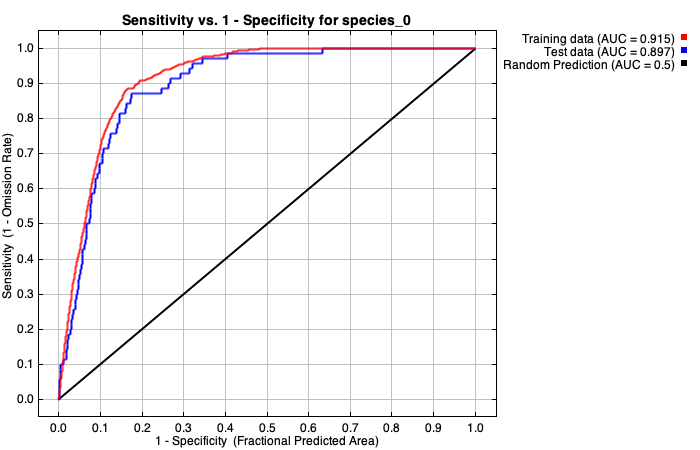 Sensitivity vs. 1 - Specificity for species_0
Training data (AUC = 0.915)
Test data (AUC = 0.897)
Random Prediction (AUC = 0.5)
Sensitivity (1 - Omission Rate)
1.0
0.9
0.8
0.7
0.6
0.5
0.4
0.3
0.2
0.1
0.0
0.0 0.1 0.2 0.3 0.4 0.5 0.6 0.7 0.8 0.9 1.0
1 - Specificity (Fractional Predicted Area)